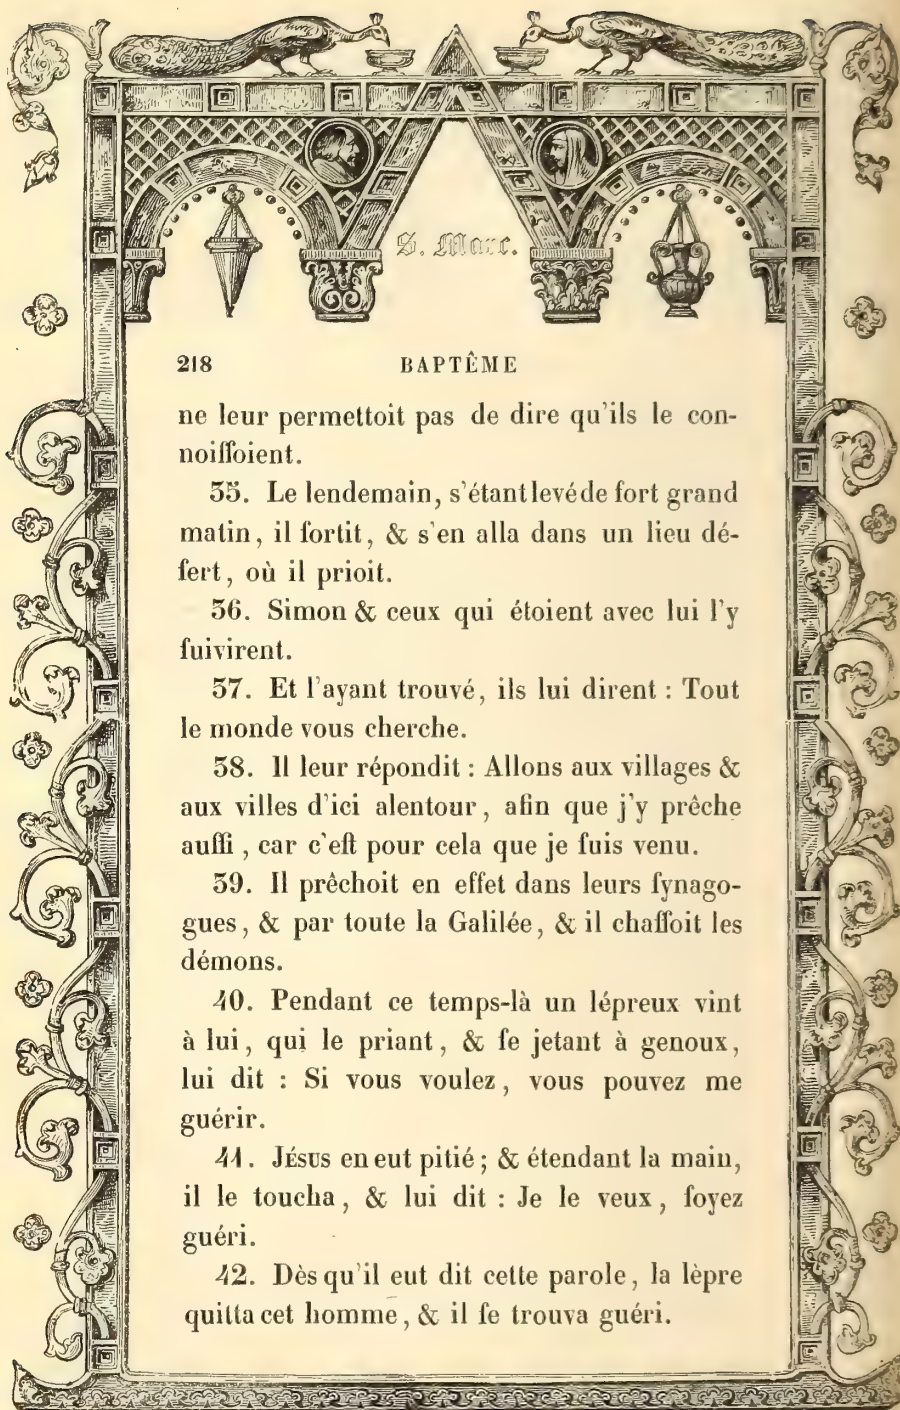 S. Marc.
218 BAPTÊME
ne leur permettoit pas de dire qu'ils le con-
noiſſoient.
35. Le lendemain, s'étant levé de fort grand
matin, il ſortit, & s'en alla dans un lieu dé-
ſert, où il prioit.
36. Simon & ceux qui étoient avec lui l'y
ſuivirent.
37. Et l'ayant trouvé, ils lui dirent : Tout
le monde vous cherche.
38. Il leur répondit : Allons aux villages &
aux villes d'ici alentour, afin que j'y prêche
auſſi, car c'eſt pour cela que je ſuis venu.
39. Il prêchoit en effet dans leurs ſynago-
gues, & par toute la Galilée, & il chaſſoit les
démons.
40. Pendant ce temps-là un lépreux vint
à lui, qui le priant, & ſe jetant à genoux,
lui dit : Si vous voulez, vous pouvez me
guérir.
41. JÉSUS en eut pitié ; & étendant la main,
il le toucha, & lui dit : Je le veux, ſoyez
guéri.
42. Dès qu'il eut dit cette parole, la lèpre
quitta cet homme, & il ſe trouva guéri.